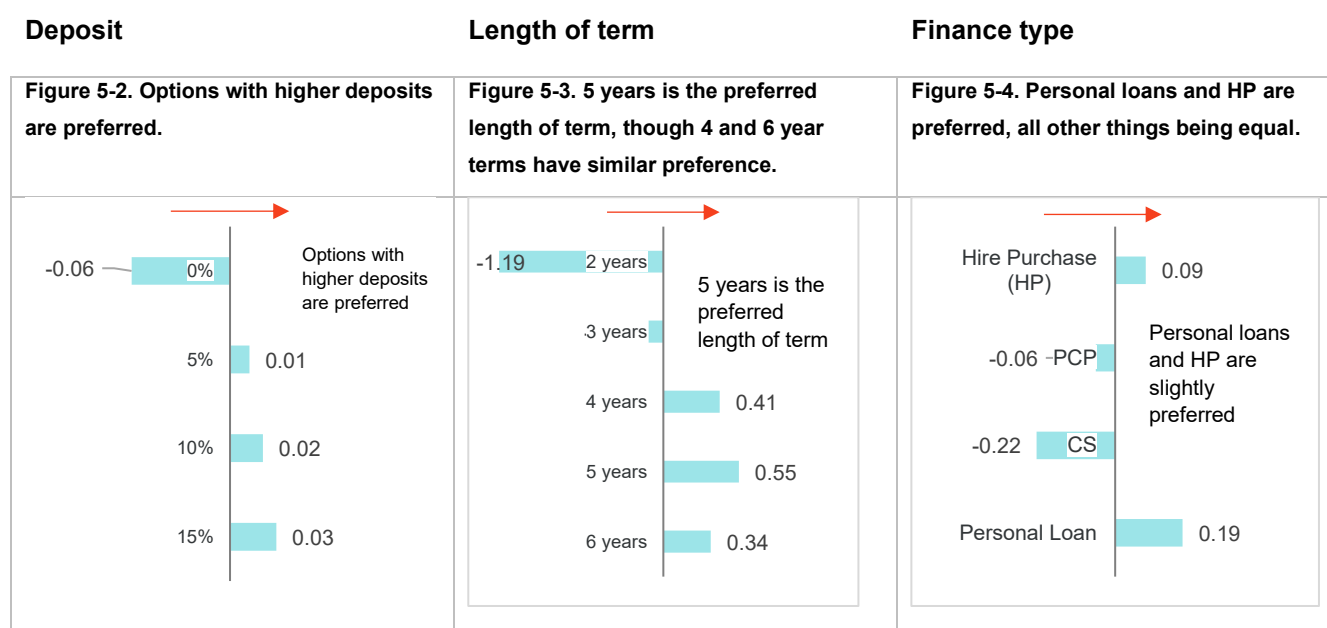 Deposit
Length of term
Finance type
Figure 5-2. Options with higher deposits
are preferred.
Figure 5-3. 5 years is the preferred
length of term, though 4 and 6 year
terms have similar preference.
Figure 5-4. Personal loans and HP are
preferred, all other things being equal.
-0.06
0%
Options with
higher deposits
are preferred
5%
0.01
10%
0.02
15%
0.03
-1.19
2 years
5 years is the
preferred
length of term
3 years
4 years
0.41
5 years
0.55
6 years
0.34
Hire Purchase
(HP)
0.09
Personal loans
and HP are
slightly
preferred
-0.06
PCP
-0.22
CS
Personal Loan
0.19